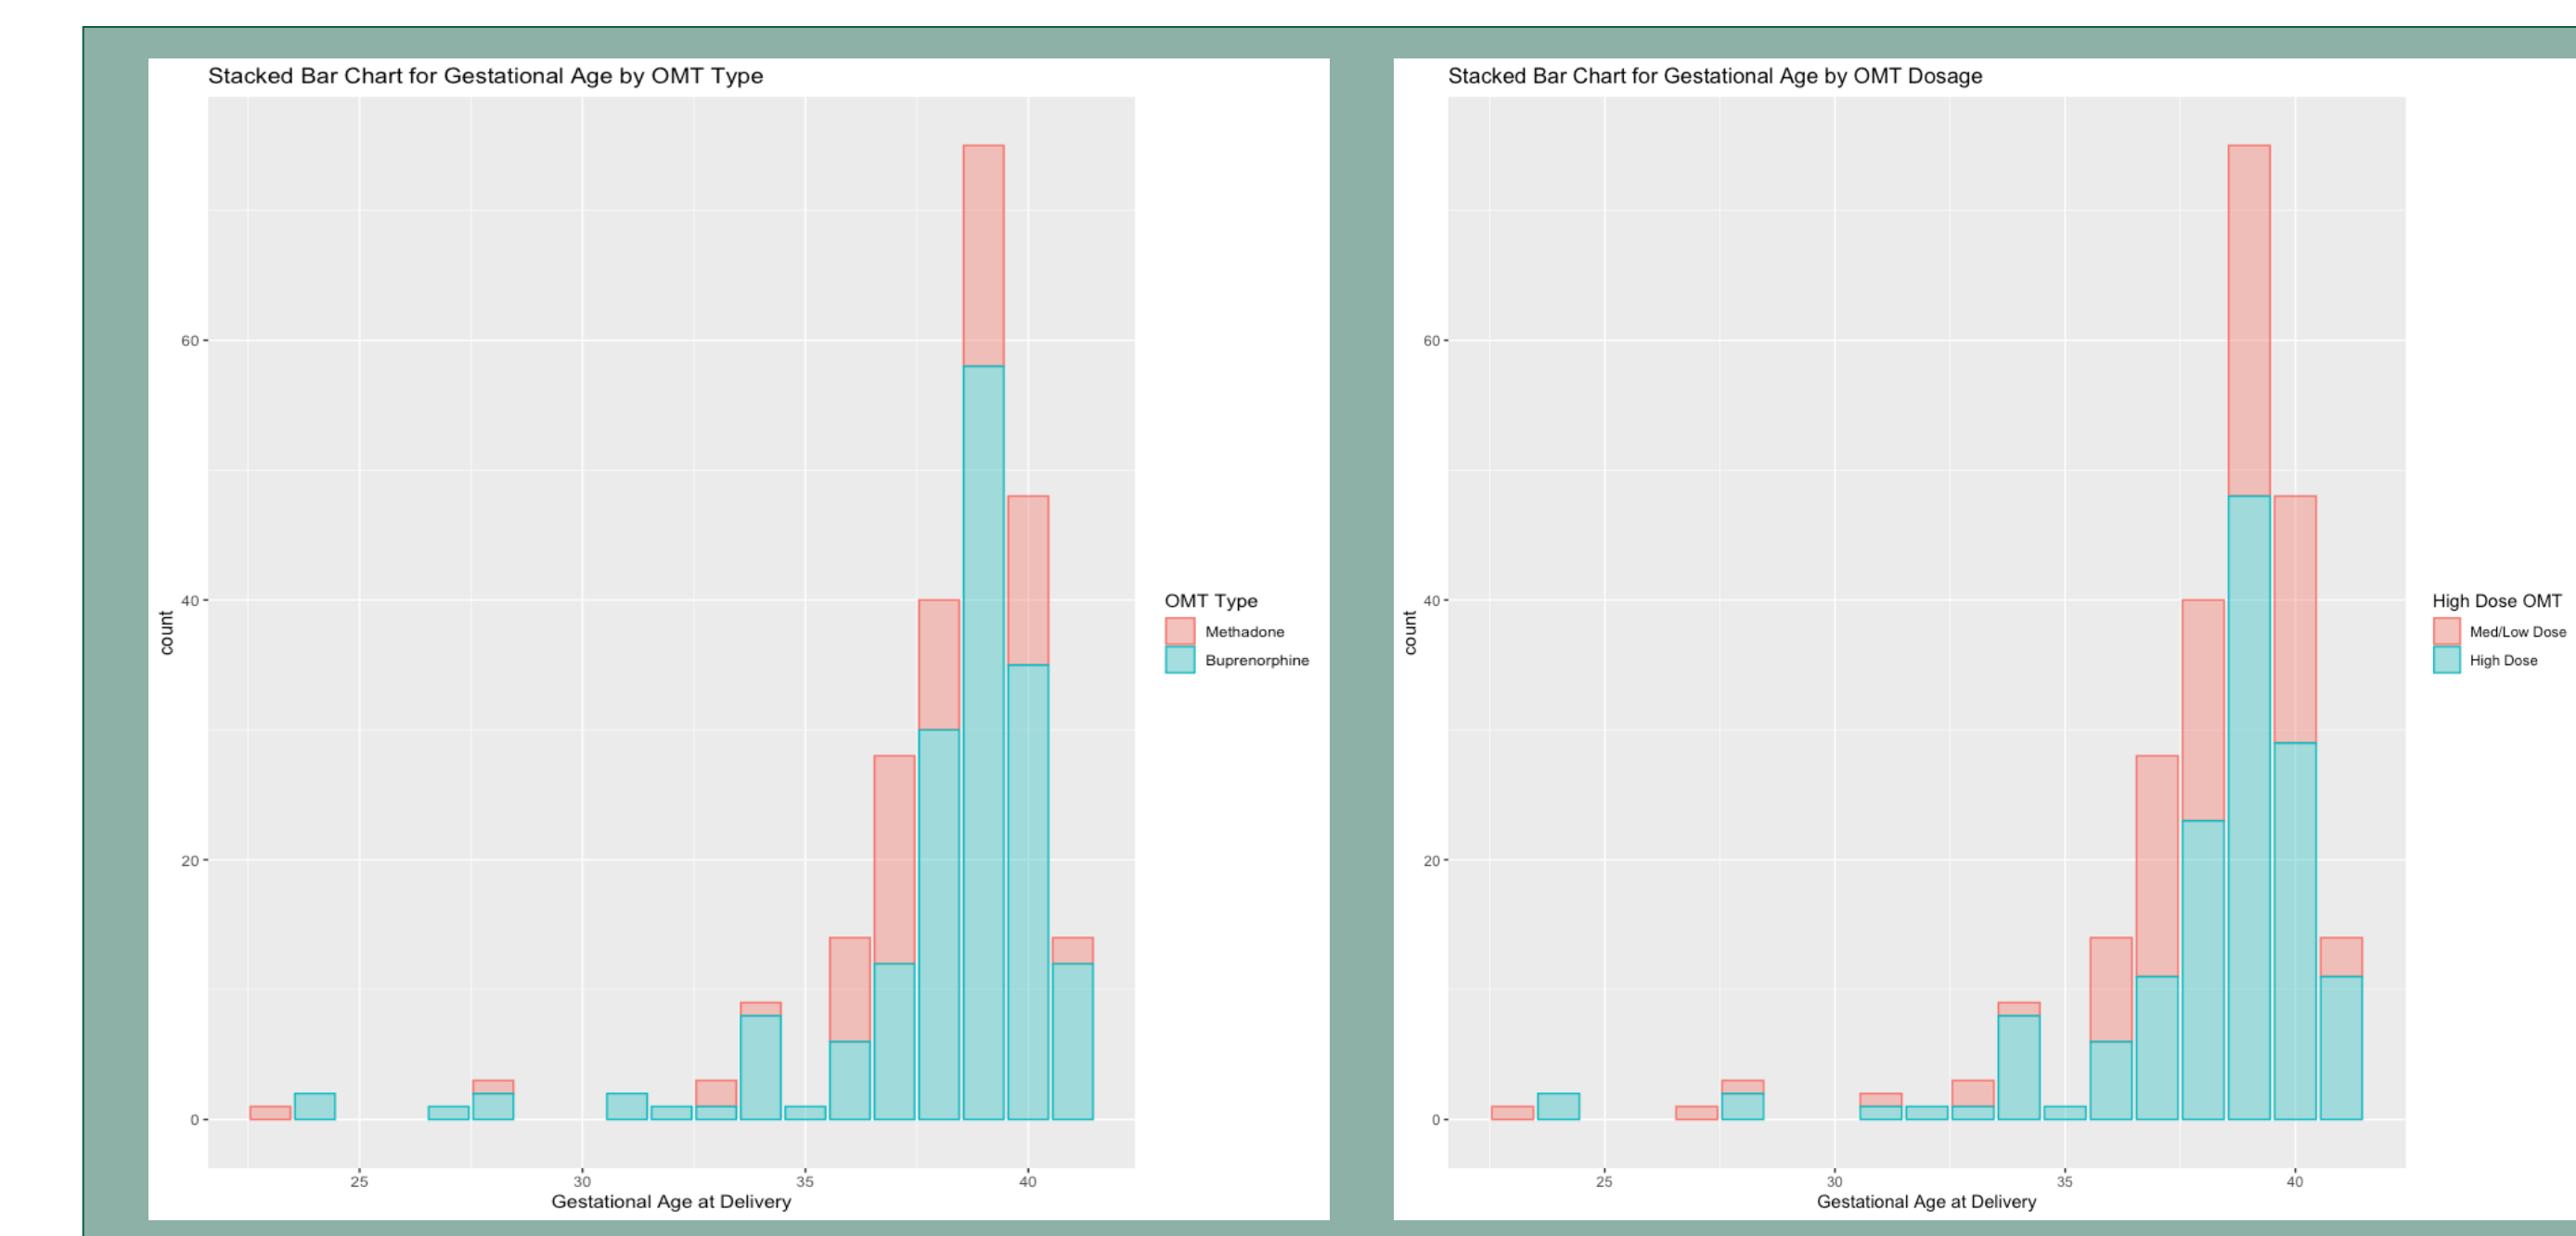 Stacked Bar Chart for Gestational Age by OMT Type
60
40
20
0
count
25 30 35 40
Gestational Age at Delivery
OMT Type
Methadone
Buprenorphine
Stacked Bar Chart for Gestational Age by OMT Dosage
60
40
20
0
count
25 30 35 40
Gestational Age at Delivery
High Dose OMT
Med/Low Dose
High Dose